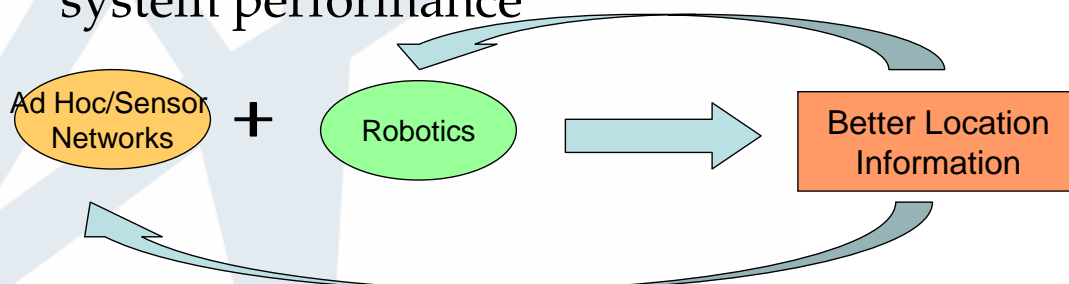 system performance
Ad Hoc/Sensor
Networks
+
Robotics
Better Location
Information